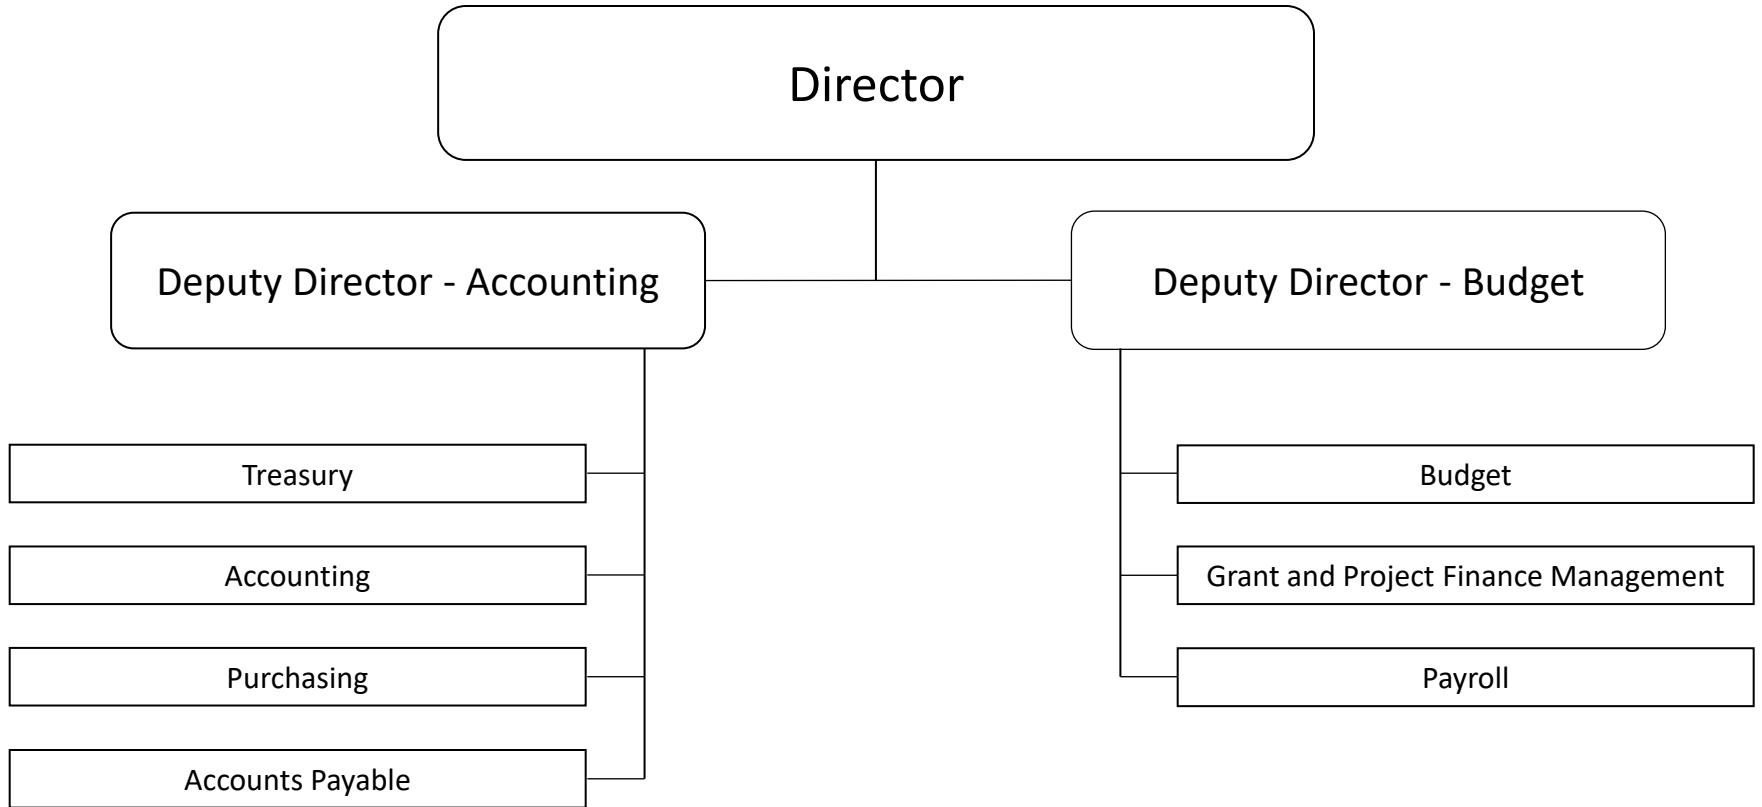 Director
Deputy Director - Accounting
Deputy Director - Budget
Treasury
Accounting
Purchasing
Accounts Payable
Budget
Grant and Project Finance Management
Payroll